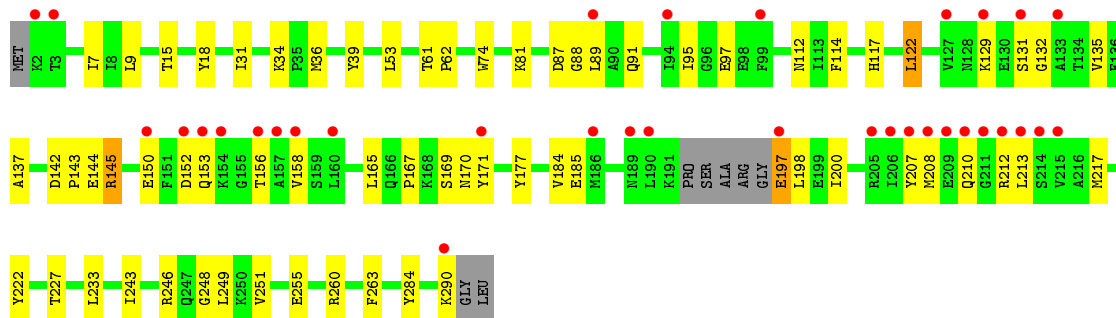 MET K2 T3 I7 I8 L9 T15 Y18 I31 K34 P35 M36 Y39 L53 T61 P62 W74 K81 D87 G88 L89 A90 Q91 I94 I95 G96 E97 E98 F99 N112 I113 F114 H117 L122 V127 N128 K129 E130 S131 G132 A133 T134 V135 E136
A137 D142 P143 E144 R145 E150 F151 D152 Q153 K154 G155 T156 A157 V158 S159 L160 L165 Q166 P167 K168 S169 N170 Y171 Y177 V184 E185 M186 N189 L190 K191 PRO SER ALA ARG GLY E197 L198 E199 I200 R205 I206 Y207 M208 E209 Q210 G211 R212 L213 S214 V215 A216 M217
Y222 T227 L233 I243 R246 Q247 G248 L249 K250 V251 E255 R260 F263 Y284 K290 GLY LEU